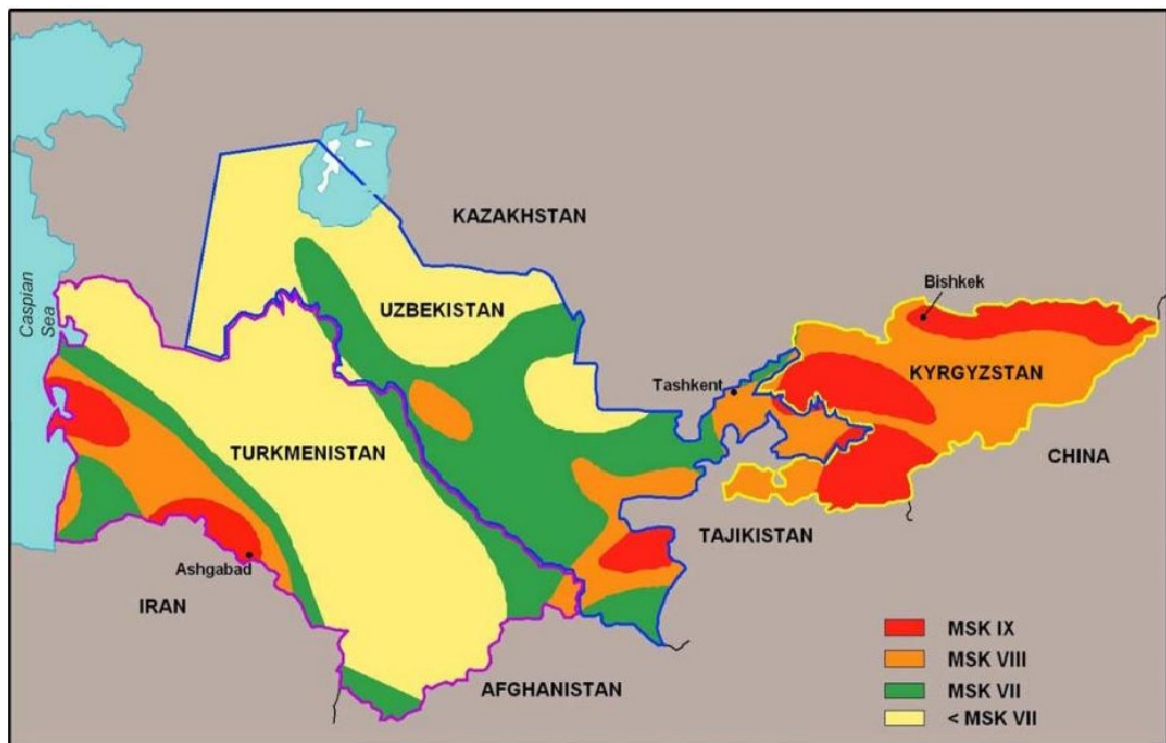 KAZAKHSTAN
Caspian
Sea
Bishkek
UZBEKISTAN
KYRGYZSTAN
Tashkent
TURKMENISTAN
CHINA
TAJIKISTAN
Ashgabad
IRAN
AFGHANISTAN
MSK IX
MSK VIII
MSK VII
< MSK VII